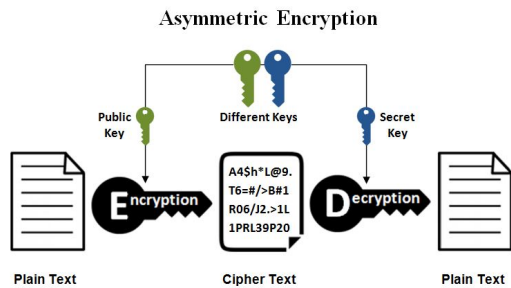 Asymmetric Encryption
Public
Key
Different Keys
Secret
Key
Encryption
A4$h*L@9.
T6=#/>B#1
R06/J2.>1L
1PRL39P20
Decryption
Plain Text
Cipher Text
Plain Text